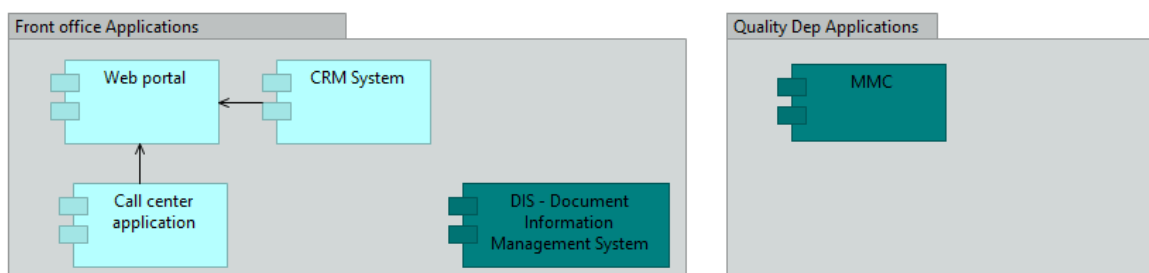 Front office Applications
Quality Dep Applications
Web portal
CRM System
MMC
Call center
application
DIS - Document
Information
Management System